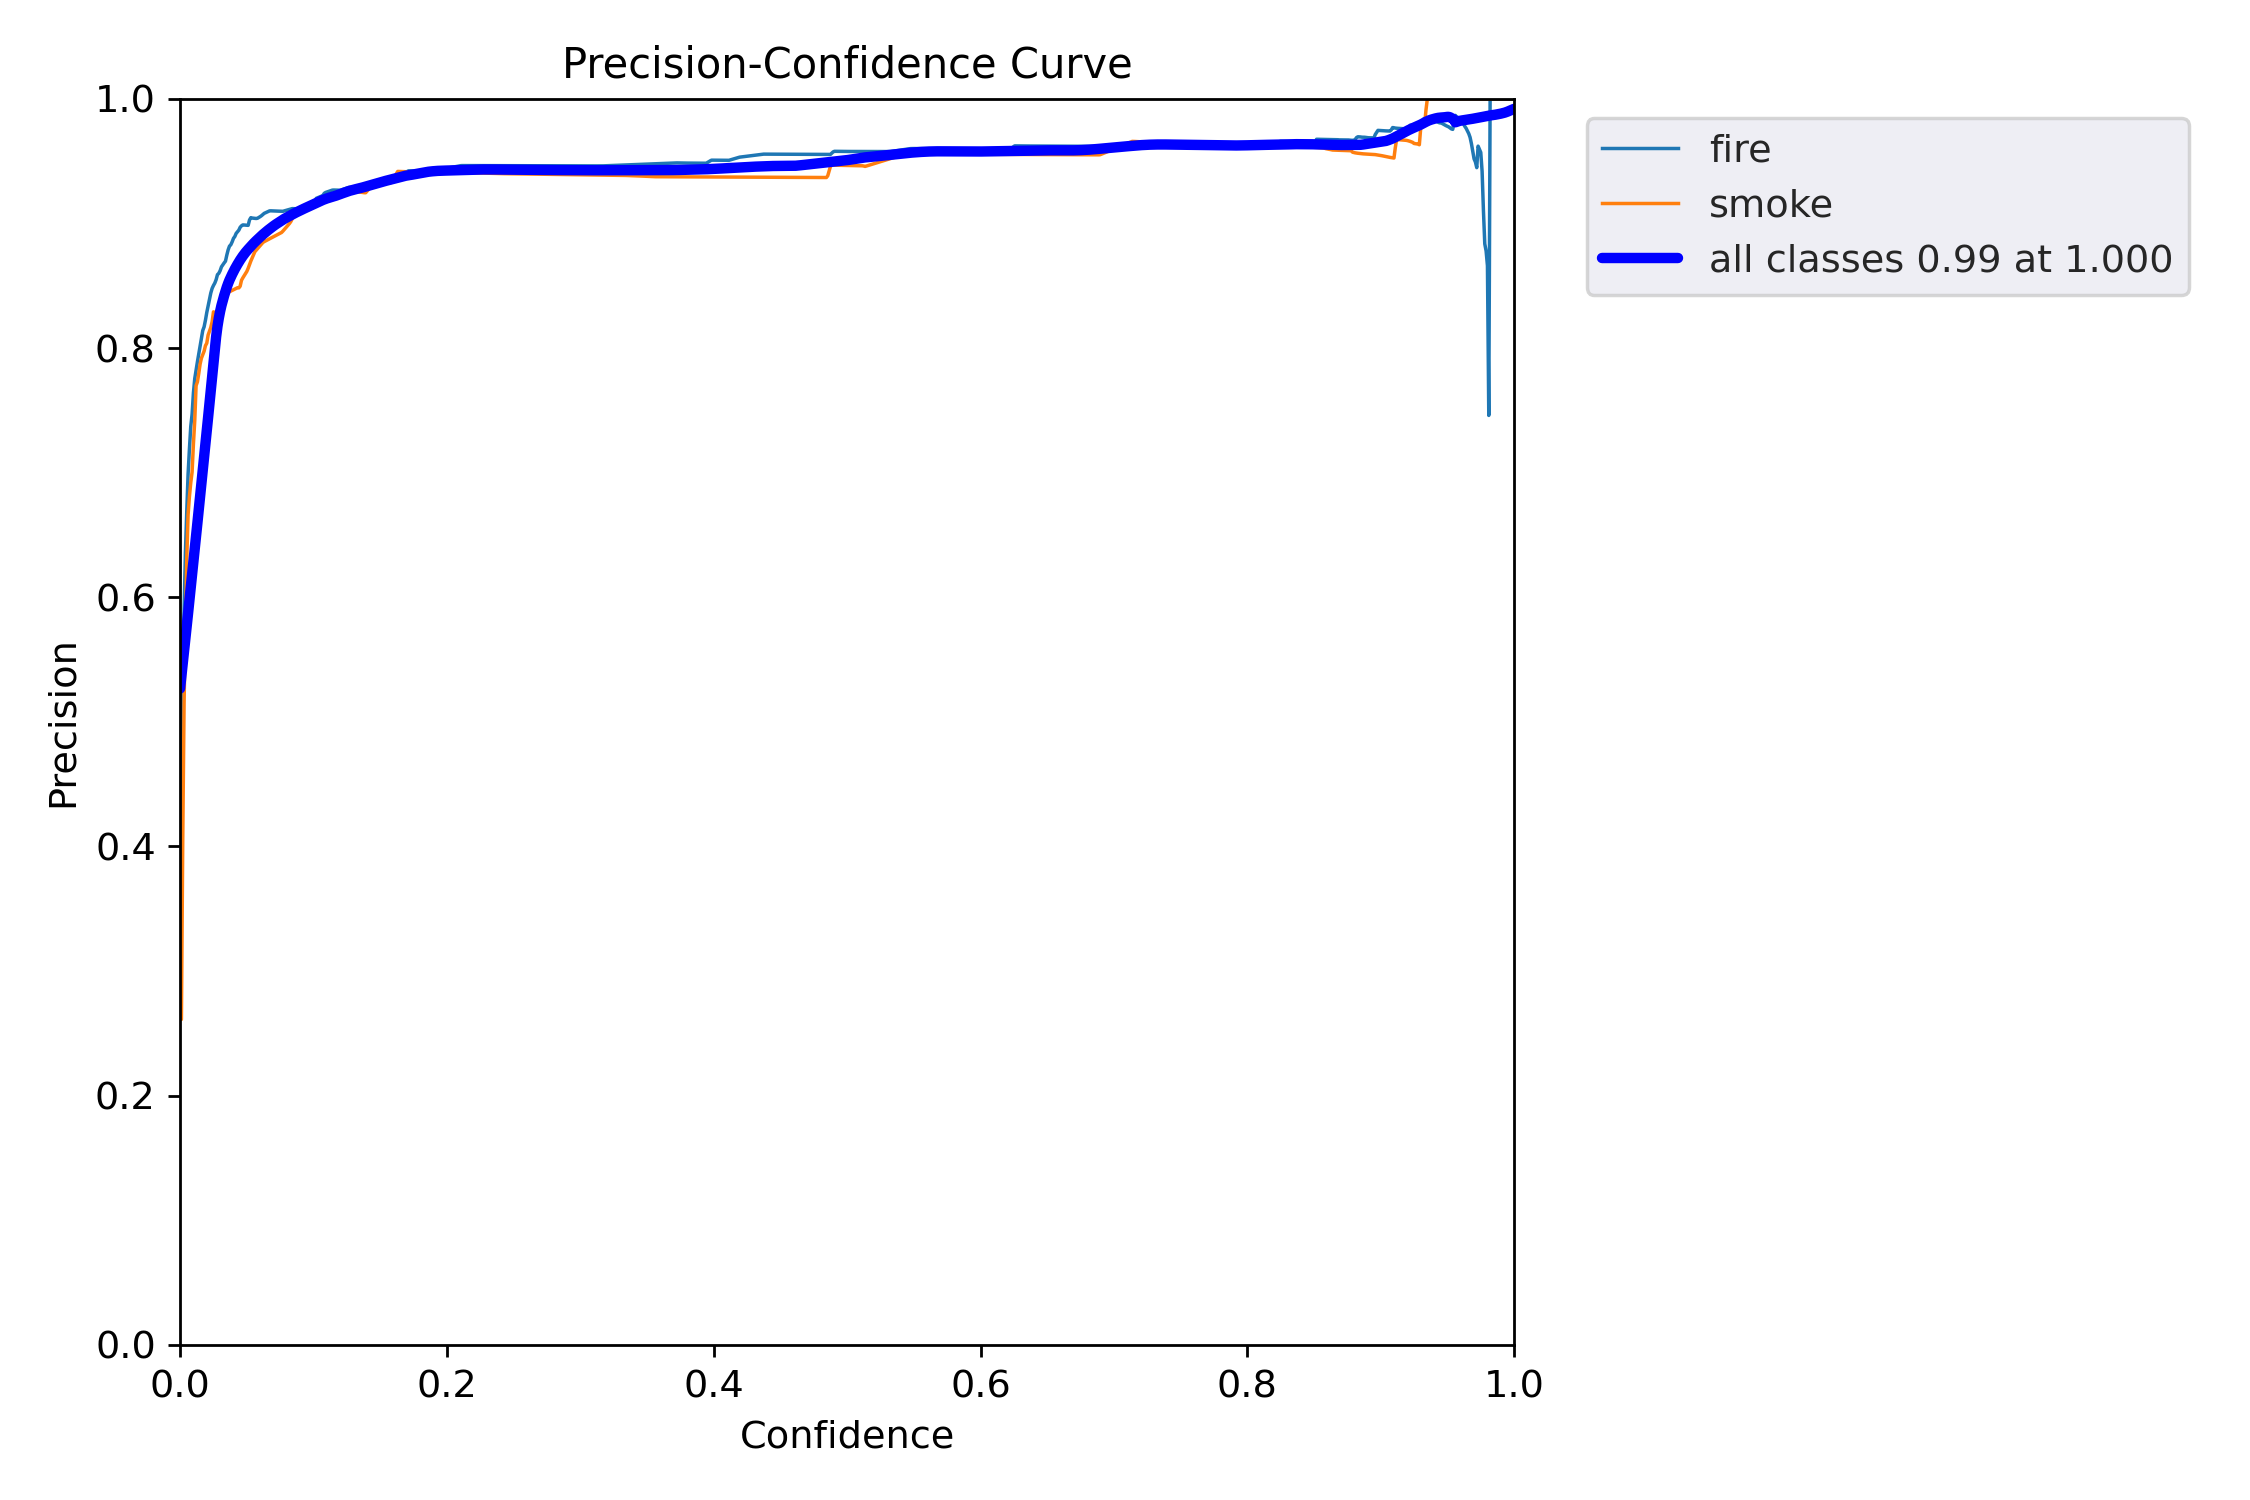 Precision-Confidence Curve
1.0
0.8
0.6
0.4
0.2
0.0
Precision
0.0 0.2 0.4 0.6 0.8 1.0
Confidence
fire
smoke
all classes 0.99 at 1.000